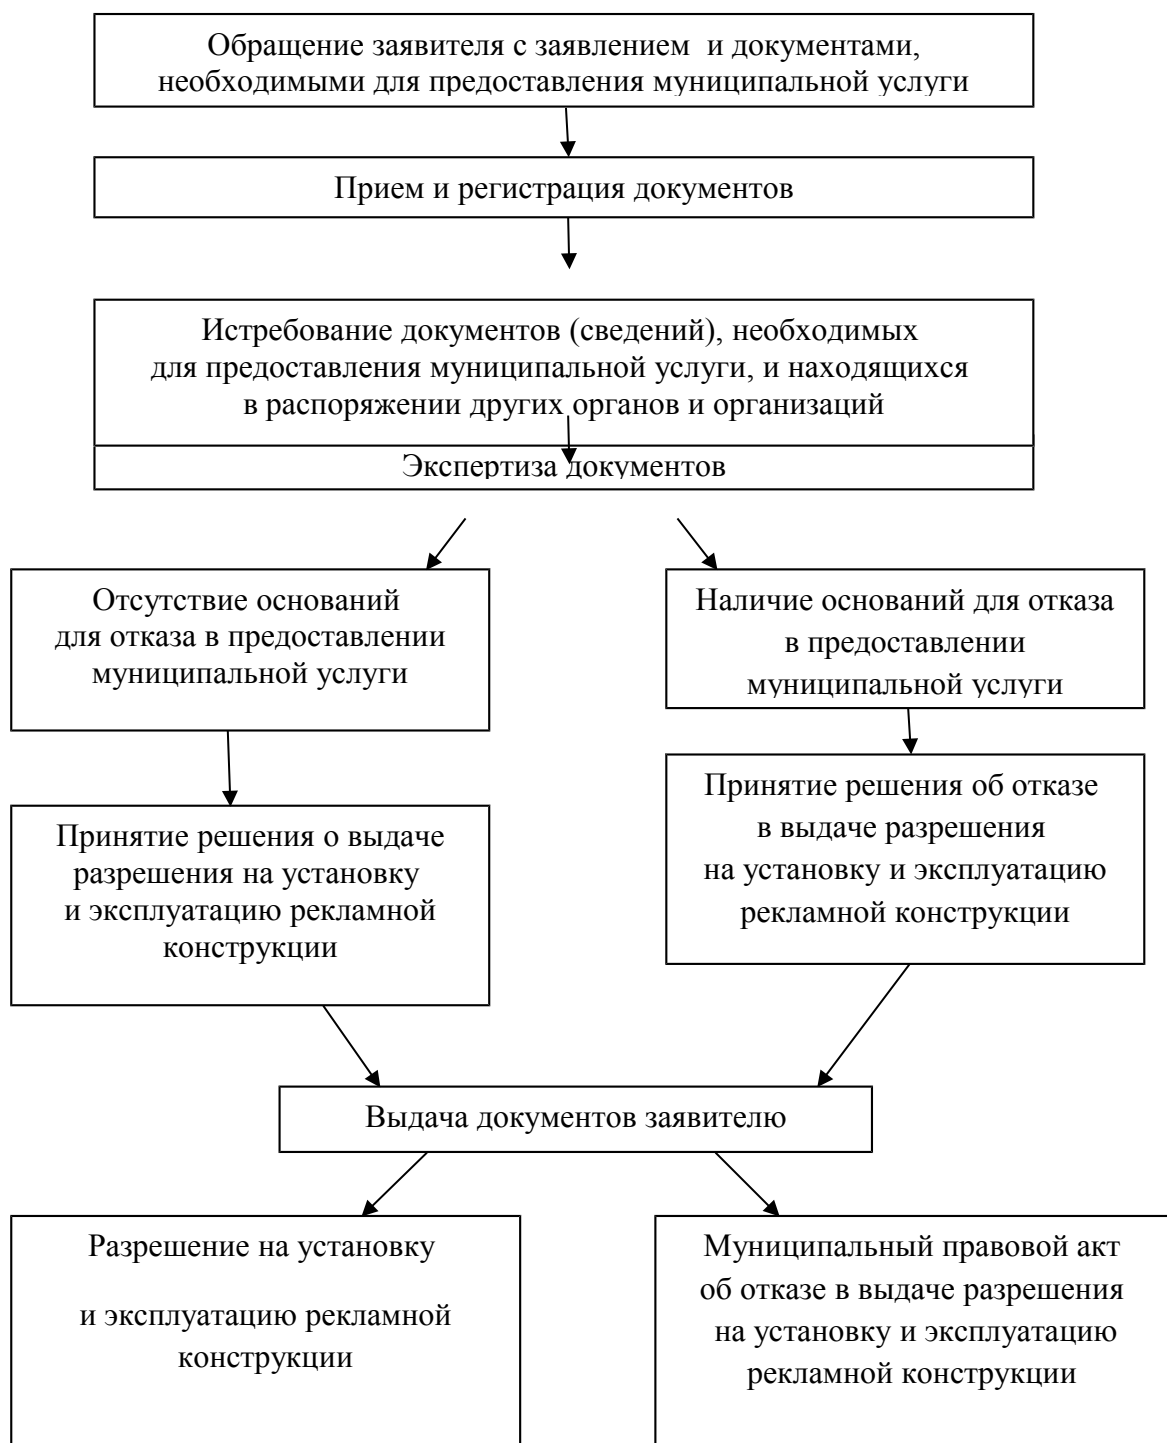 Обращение заявителя с заявлением и документами,
необходимыми для предоставления муниципальной услуги
Прием и регистрация документов
Истребование документов (сведений), необходимых
для предоставления муниципальной услуги, и находящихся
в распоряжении других органов и организаций
Экспертиза документов
Отсутствие оснований
для отказа в предоставлении
муниципальной услуги
Наличие оснований для отказа
в предоставлении
муниципальной услуги
Принятие решения о выдаче
разрешения на установку
и эксплуатацию рекламной
конструкции
Принятие решения об отказе
в выдаче разрешения
на установку и эксплуатацию
рекламной конструкции
Выдача документов заявителю
Разрешение на установку
и эксплуатацию рекламной
конструкции
Муниципальный правовой акт
об отказе в выдаче разрешения
на установку и эксплуатацию
рекламной конструкции